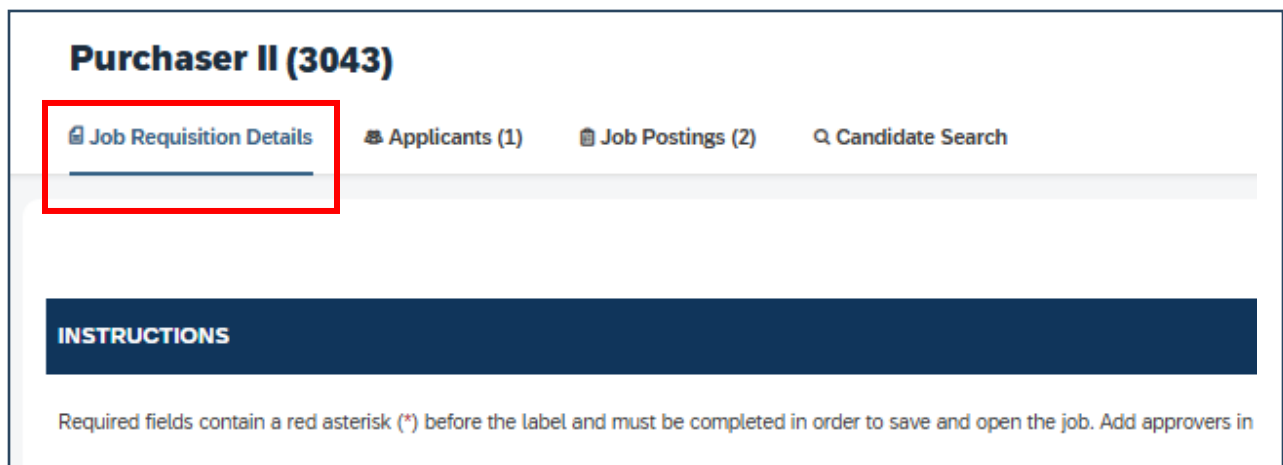 Purchaser II (3043)
Job Requisition Details Applicants (1) Job Postings (2) Candidate Search
INSTRUCTIONS
Required fields contain a red asterisk (*) before the label and must be completed in order to save and open the job. Add approvers in